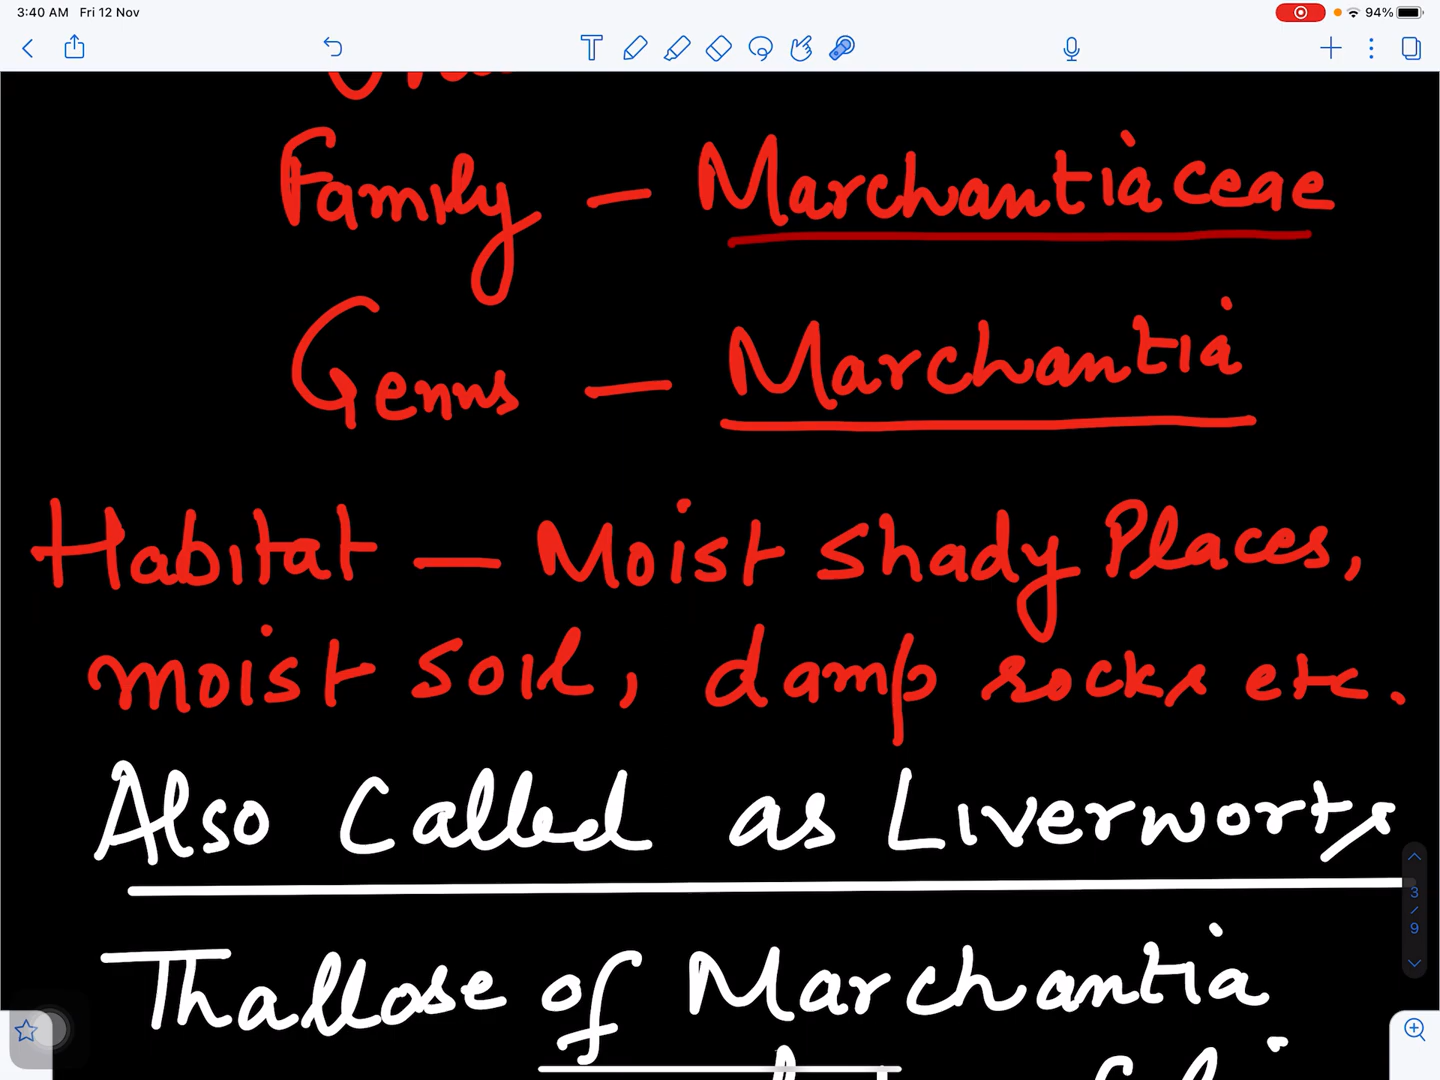 3:40 AM Fri 12 Nov 94%
Family - Marchantiaceae
Genus - Marchantia
Habitat - Moist shady Places,
moist soil, damp rocks etc.
Also Called as Liverworts
3
/
9
Thallose of Marchantia